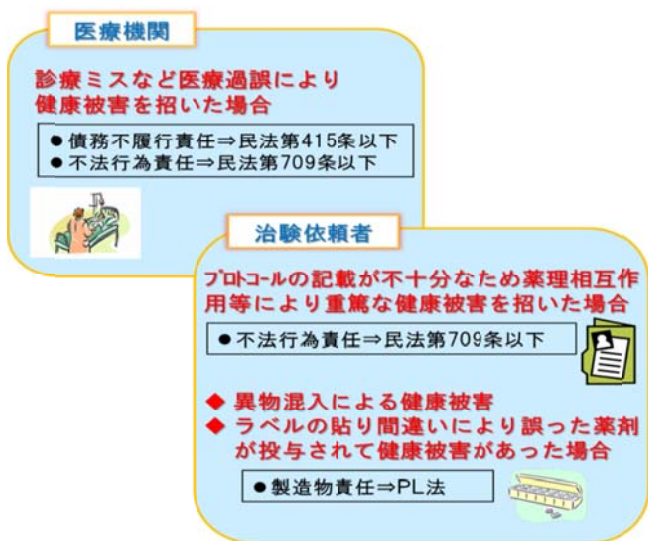 医療機関
診療ミスなど医療過誤により
健康被害を招いた場合
●債務不履行責任⇒民法第415条以下
●不法行為責任⇒民法第709条以下
治験依頼者
プロトコールの記載が不十分なため薬理相互作
用等により重篤な健康被害を招いた場合
●不法行為責任⇒民法第709条以下
◆ 異物混入による健康被害
◆ ラベルの貼り間違いにより誤った薬剤
が投与されて健康被害があった場合
●製造物責任⇒PL法